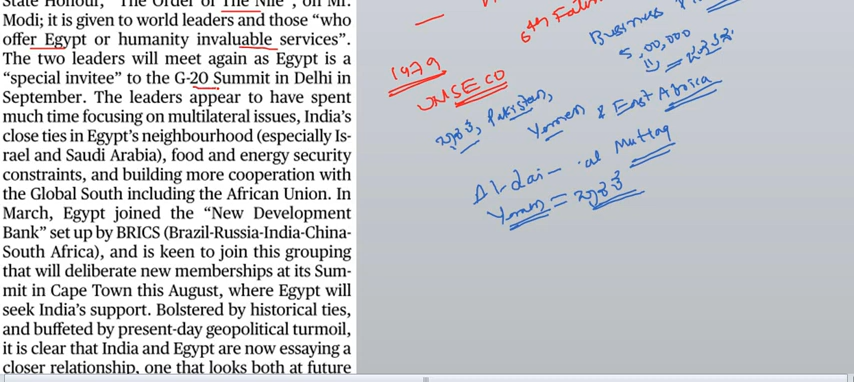 State Honour, "The Order of The Nile", on Mr.
Modi; it is given to world leaders and those "who
offer Egypt or humanity invaluable services".
The two leaders will meet again as Egypt is a
"special invitee" to the G-20 Summit in Delhi in
September. The leaders appear to have spent
much time focusing on multilateral issues, India's
close ties in Egypt's neighbourhood (especially Is-
rael and Saudi Arabia), food and energy security
constraints, and building more cooperation with
the Global South including the African Union. In
March, Egypt joined the "New Development
Bank" set up by BRICS (Brazil-Russia-India-China-
South Africa), and is keen to join this grouping
that will deliberate new memberships at its Sum-
mit in Cape Town this August, where Egypt will
seek India's support. Bolstered by historical ties,
and buffeted by present-day geopolitical turmoil,
it is clear that India and Egypt are now essaying a
closer relationship, one that looks both at future
6th
Business &
5,00,000
1979
UNSECO
ಭಾರತ, Pakistan,
Yemen & East Africa
Al-dai-al Mutlaq
Yemen = ಭಾರತ